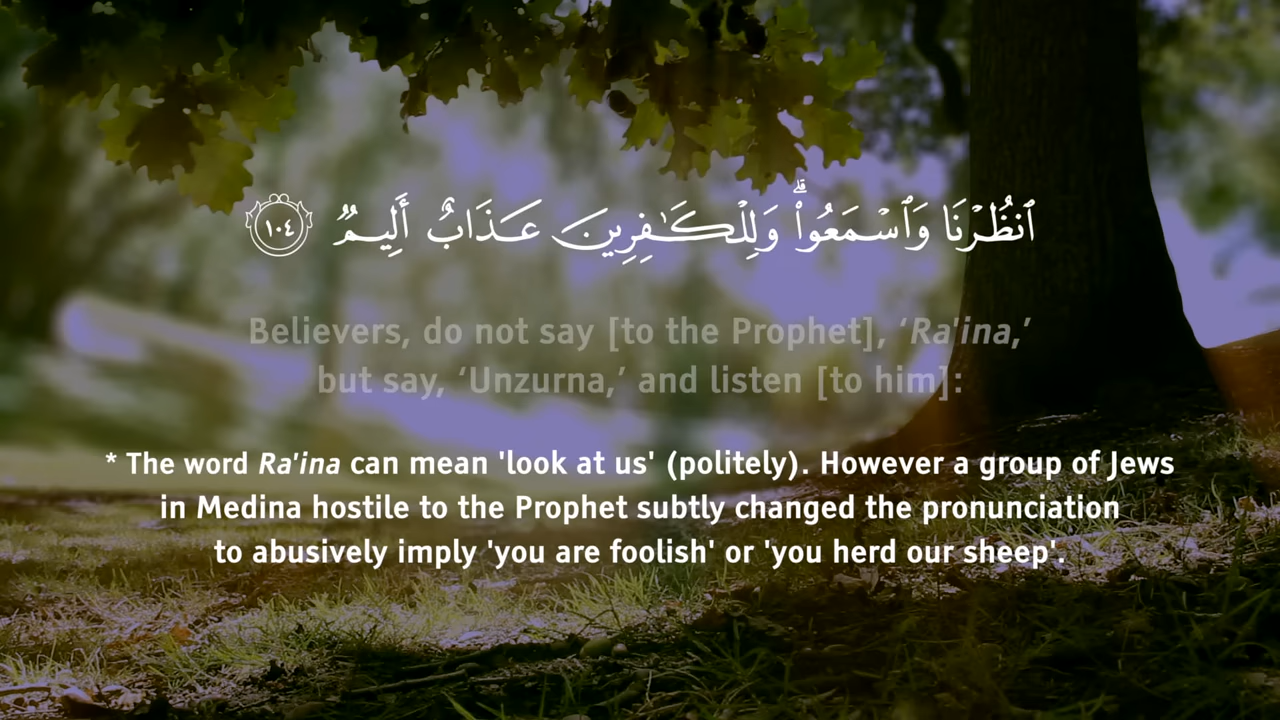 ٱنظُرْنَا وَٱسْمَعُوا۟ ۗ وَلِلْكَـٰفِرِينَ عَذَابٌ أَلِيمٌ ١٠٤
Believers, do not say [to the Prophet], ‘Ra'ina,’
but say, ‘Unzurna,’ and listen [to him]:
* The word Ra'ina can mean 'look at us' (politely). However a group of Jews
in Medina hostile to the Prophet subtly changed the pronunciation
to abusively imply 'you are foolish' or 'you herd our sheep'.